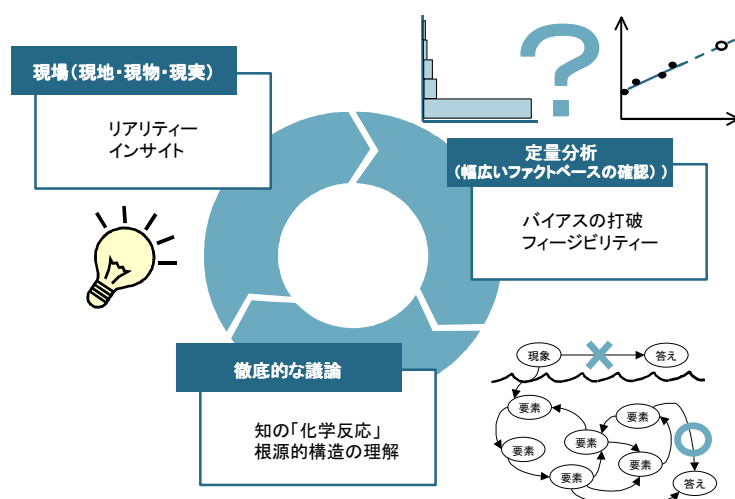 現場(現地・現物・現実)
リアリティー
インサイト
?
定量分析
(幅広いファクトベースの確認))
バイアスの打破
フィージビリティー
徹底的な議論
知の「化学反応」
根源的構造の理解
現象
答え
要素
要素
要素
要素
要素
要素
答え